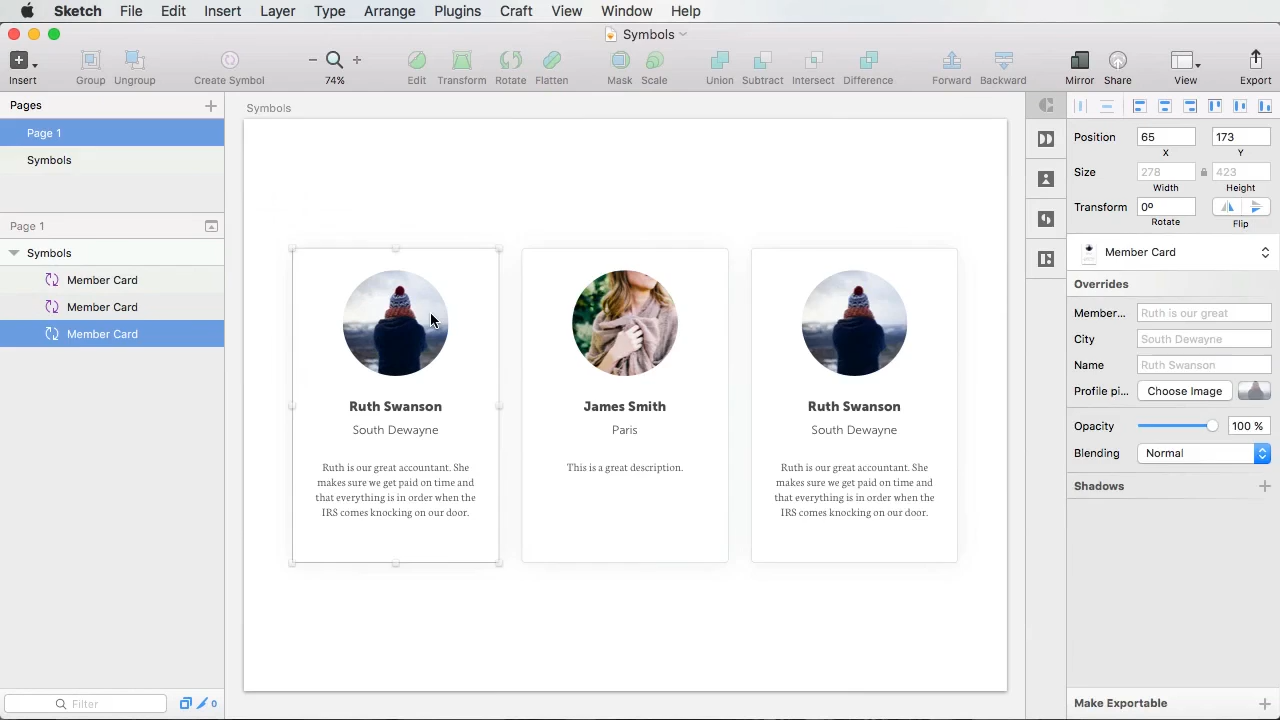 Sketch File Edit Insert Layer Type Arrange Plugins Craft View Window Help
Symbols
Insert Group Ungroup Create Symbol 74% Edit Transform Rotate Flatten Mask Scale Union Subtract Intersect Difference Forward Backward Mirror Share View Export
Pages
Page 1
Symbols
Page 1
Symbols
Member Card
Member Card
Member Card
Filter
0
Symbols
Ruth Swanson
South Dewayne
Ruth is our great accountant. She
makes sure we get paid on time and
that everything is in order when the
IRS comes knocking on our door.
James Smith
Paris
This is a great description.
Ruth Swanson
South Dewayne
Ruth is our great accountant. She
makes sure we get paid on time and
that everything is in order when the
IRS comes knocking on our door.
Position 65 173
X Y
Size 278 423
Width Height
Transform 0º
Rotate Flip
Member Card
Overrides
Member... Ruth is our great
City South Dewayne
Name Ruth Swanson
Profile pi... Choose Image
Opacity 100 %
Blending Normal
Shadows
Make Exportable